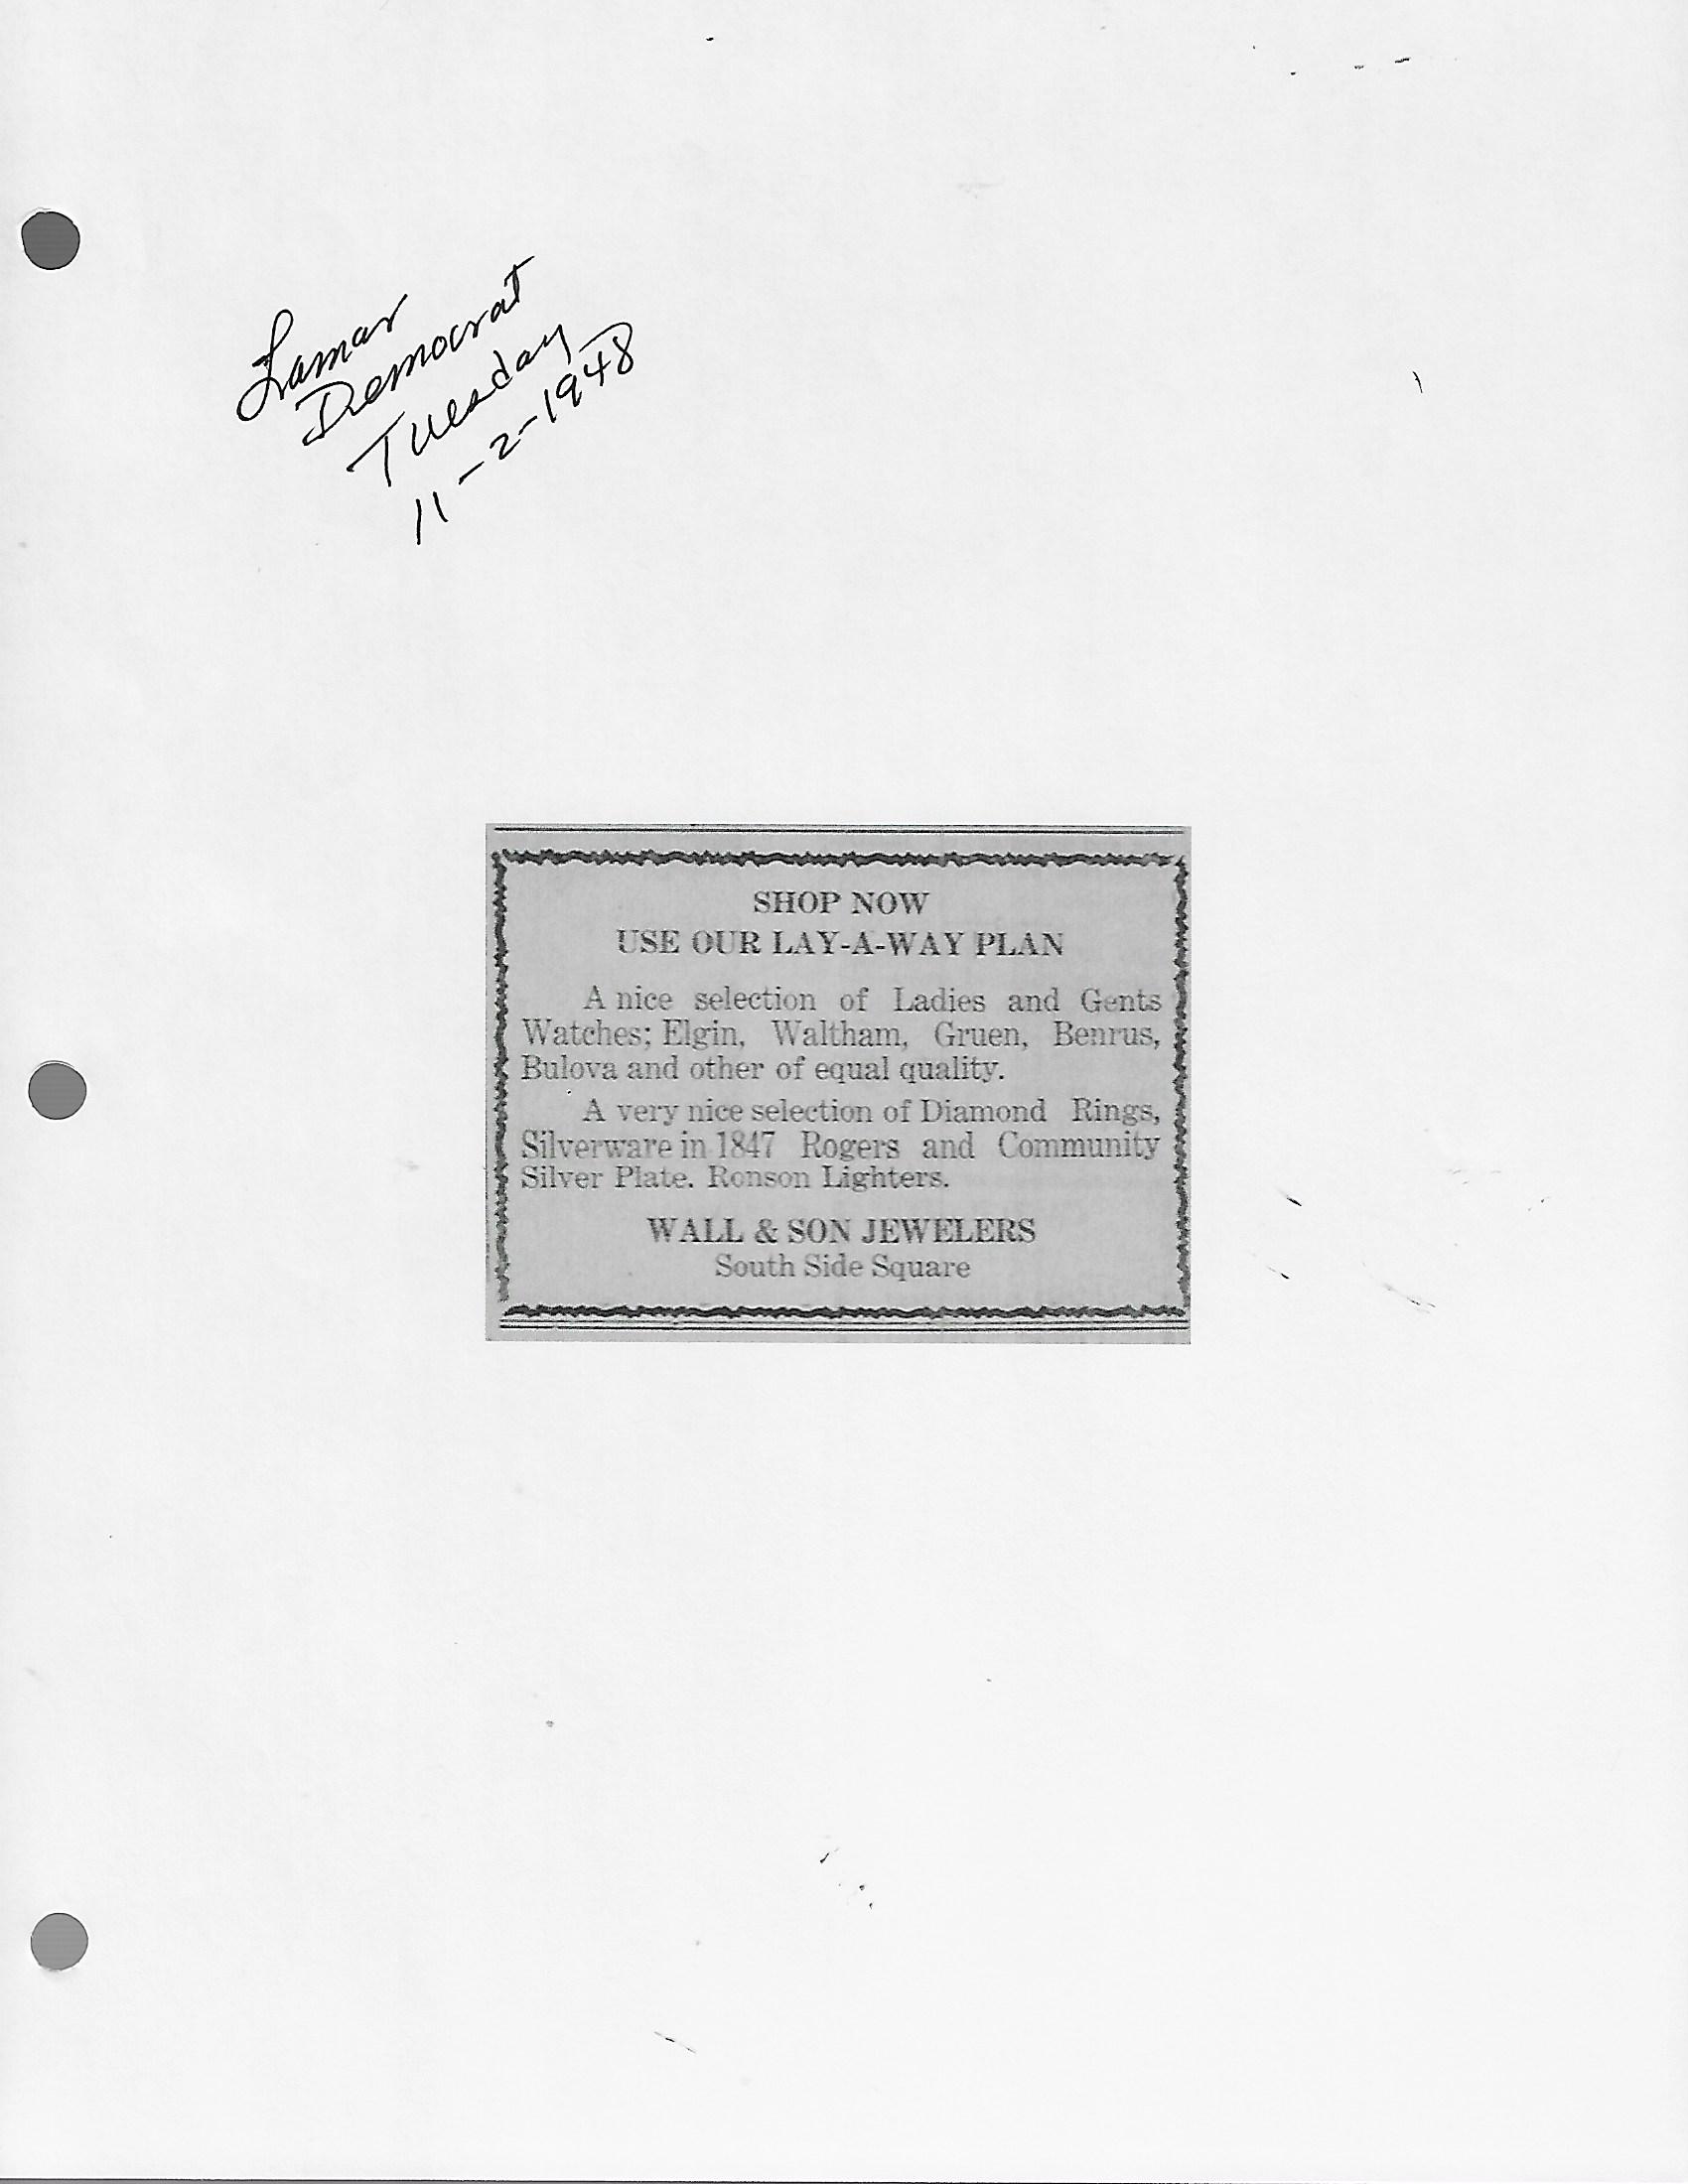 Lamar
Democrat
Tuesday
11-2-1948
SHOP NOW
USE OUR LAY-A-WAY PLAN
A nice selection of Ladies and Gents
Watches; Elgin, Waltham, Gruen, Benrus,
Bulova and other of equal quality.
A very nice selection of Diamond Rings,
Silverware in 1847 Rogers and Community
Silver Plate. Ronson Lighters.
WALL & SON JEWELERS
South Side Square